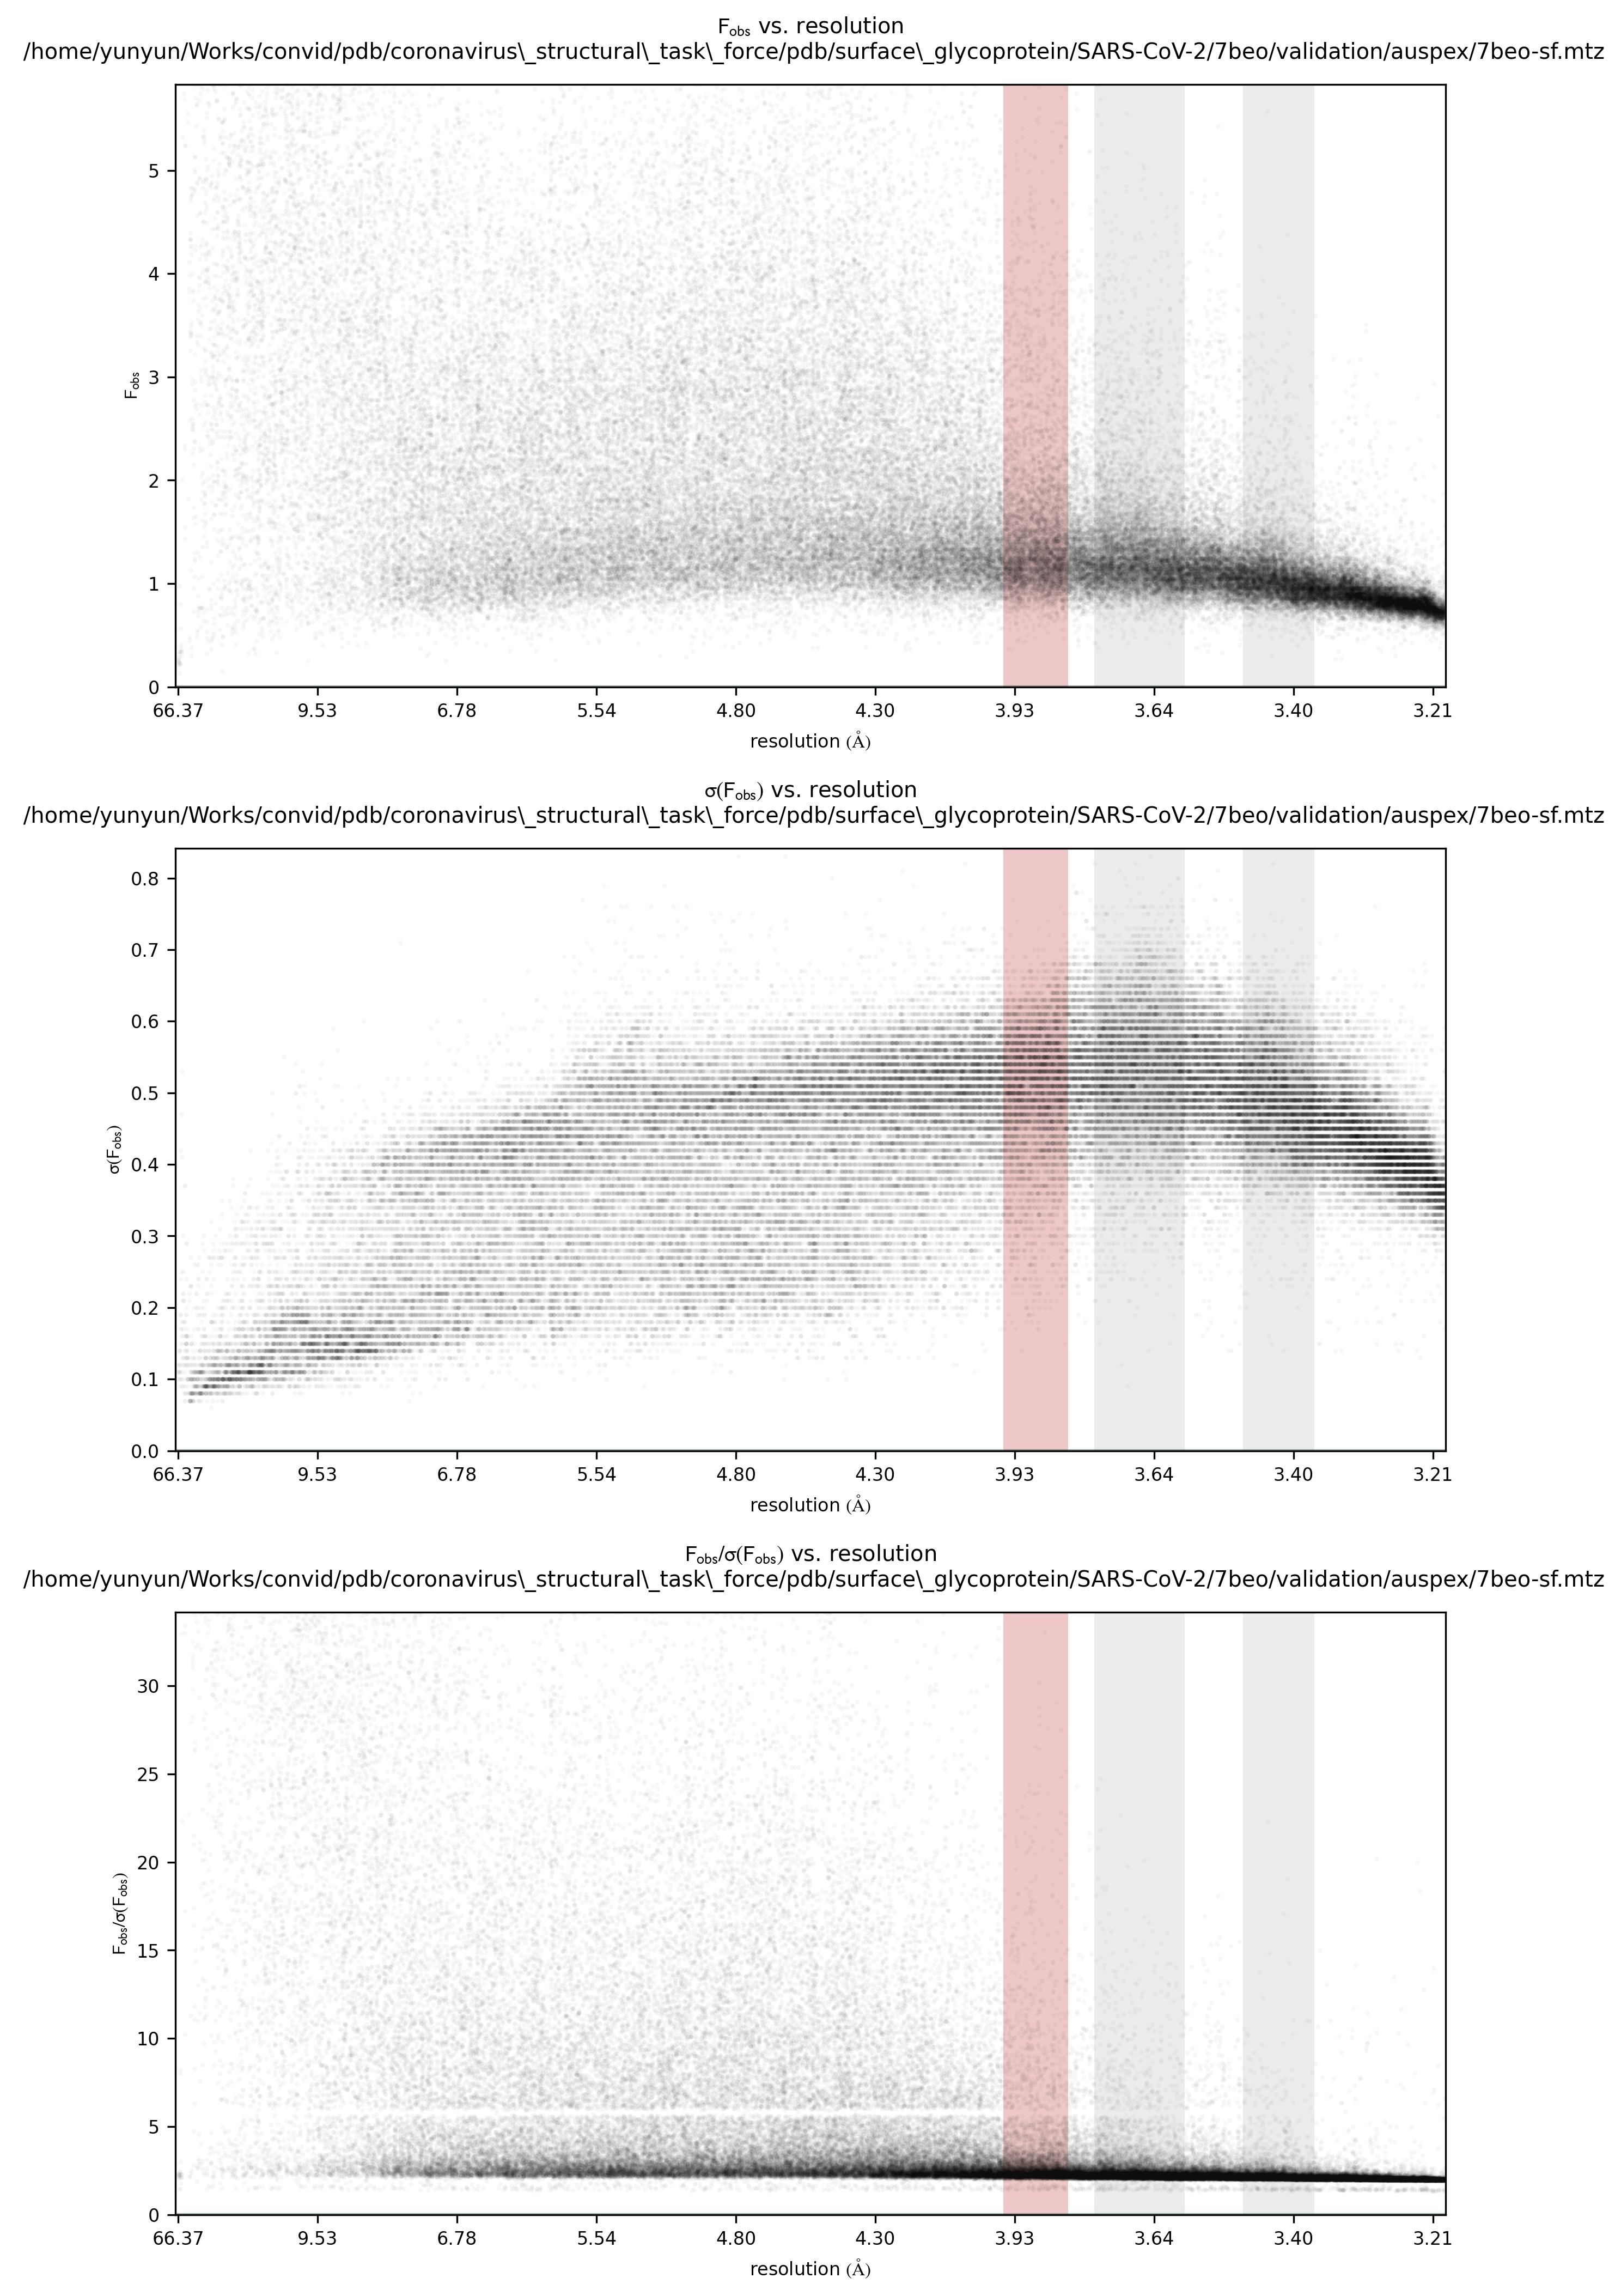 Fobs vs. resolution
/home/yunyun/Works/convid/pdb/coronavirus\_structural\_task\_force/pdb/surface\_glycoprotein/SARS-CoV-2/7beo/validation/auspex/7beo-sf.mtz
5
4
3
2
1
0
Fobs
66.37 9.53 6.78 5.54 4.80 4.30 3.93 3.64 3.40 3.21
resolution (Å)
σ(Fobs) vs. resolution
/home/yunyun/Works/convid/pdb/coronavirus\_structural\_task\_force/pdb/surface\_glycoprotein/SARS-CoV-2/7beo/validation/auspex/7beo-sf.mtz
0.8
0.7
0.6
0.5
0.4
0.3
0.2
0.1
0.0
σ(Fobs)
66.37 9.53 6.78 5.54 4.80 4.30 3.93 3.64 3.40 3.21
resolution (Å)
Fobs/σ(Fobs) vs. resolution
/home/yunyun/Works/convid/pdb/coronavirus\_structural\_task\_force/pdb/surface\_glycoprotein/SARS-CoV-2/7beo/validation/auspex/7beo-sf.mtz
30
25
20
15
10
5
0
Fobs/σ(Fobs)
66.37 9.53 6.78 5.54 4.80 4.30 3.93 3.64 3.40 3.21
resolution (Å)